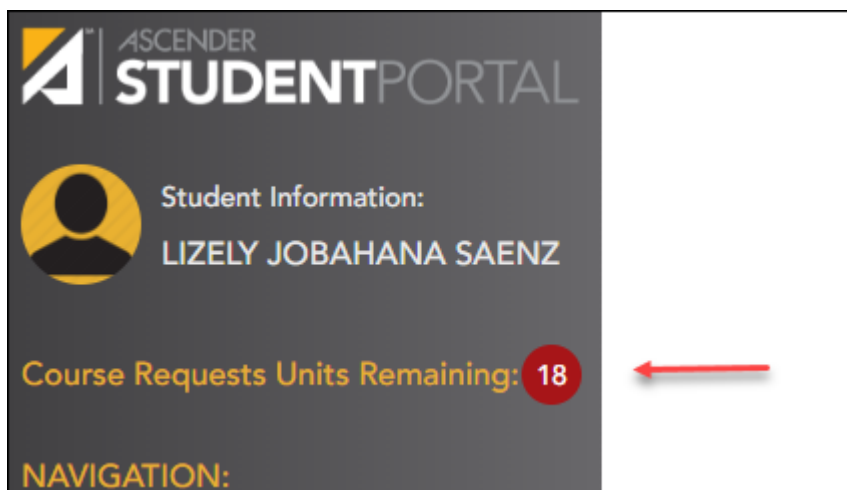 ASCENDER
STUDENTPORTAL
Student Information:
LIZELY JOBAHANA SAENZ
Course Requests Units Remaining: 18
NAVIGATION: